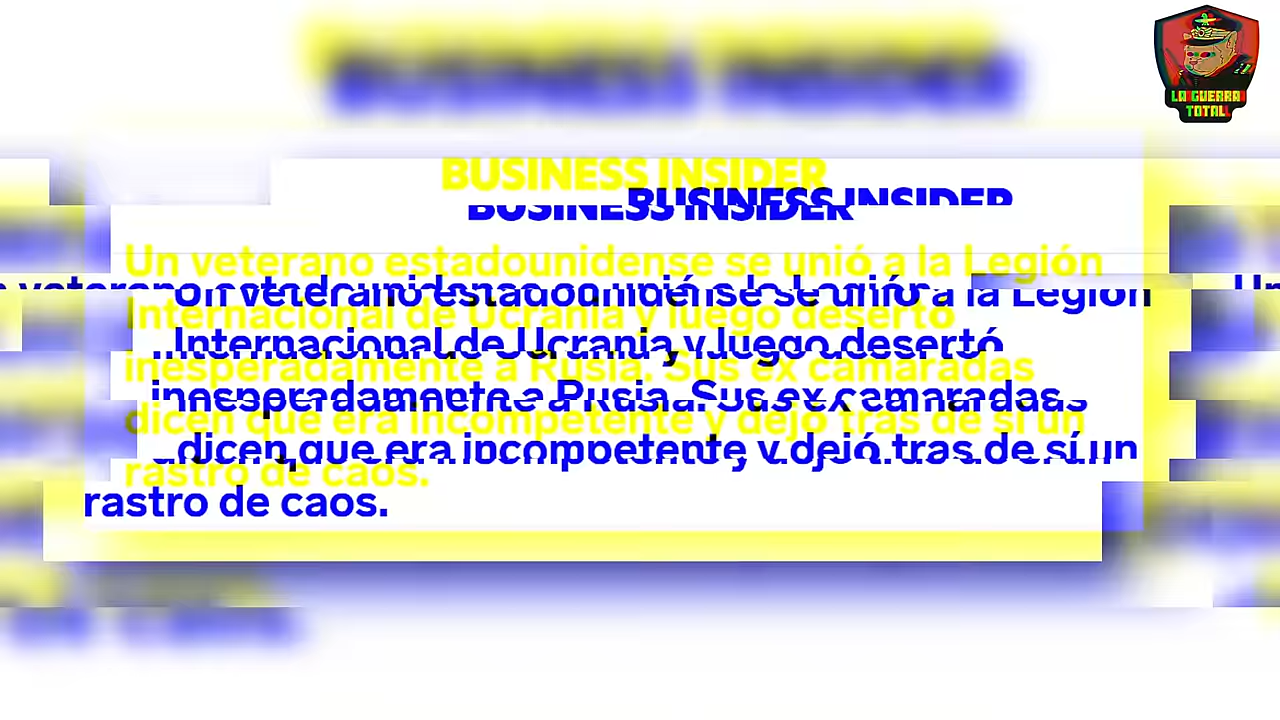 LA GUERRA
TOTAL
BUSINESS INSIDER
Un veterano estadounidense se unió a la Legión
Internacional de Ucrania y luego desertó
inesperadamente a Rusia. Sus ex camaradas
dicen que era incompetente y dejó tras de sí un
rastro de caos.